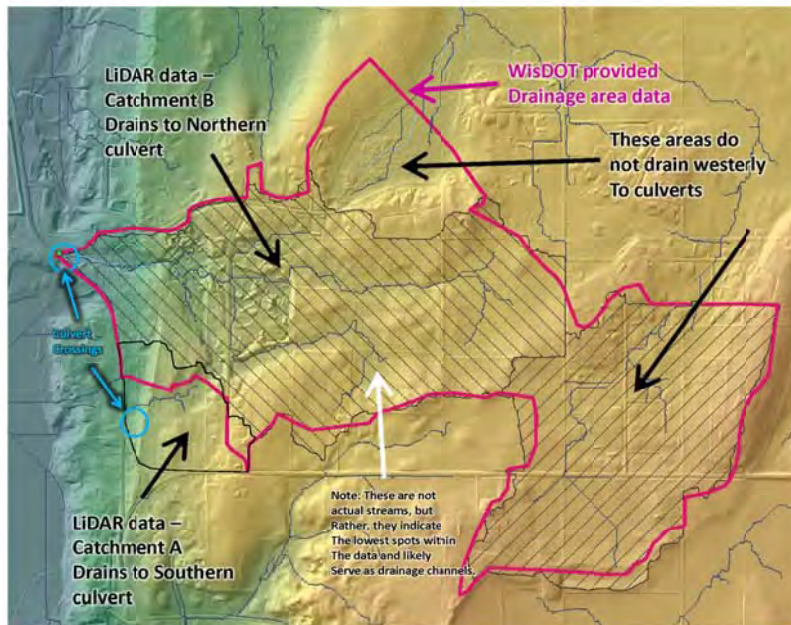 LiDAR data –
Catchment B
Drains to Northern
culvert
WisDOT provided
Drainage area data
These areas do
not drain westerly
To culverts
Culvert
Crossings
Note: These are not
actual streams, but
Rather, they indicate
The lowest spots within
The data and likely
Serve as drainage channels.
LiDAR data –
Catchment A
Drains to Southern
culvert